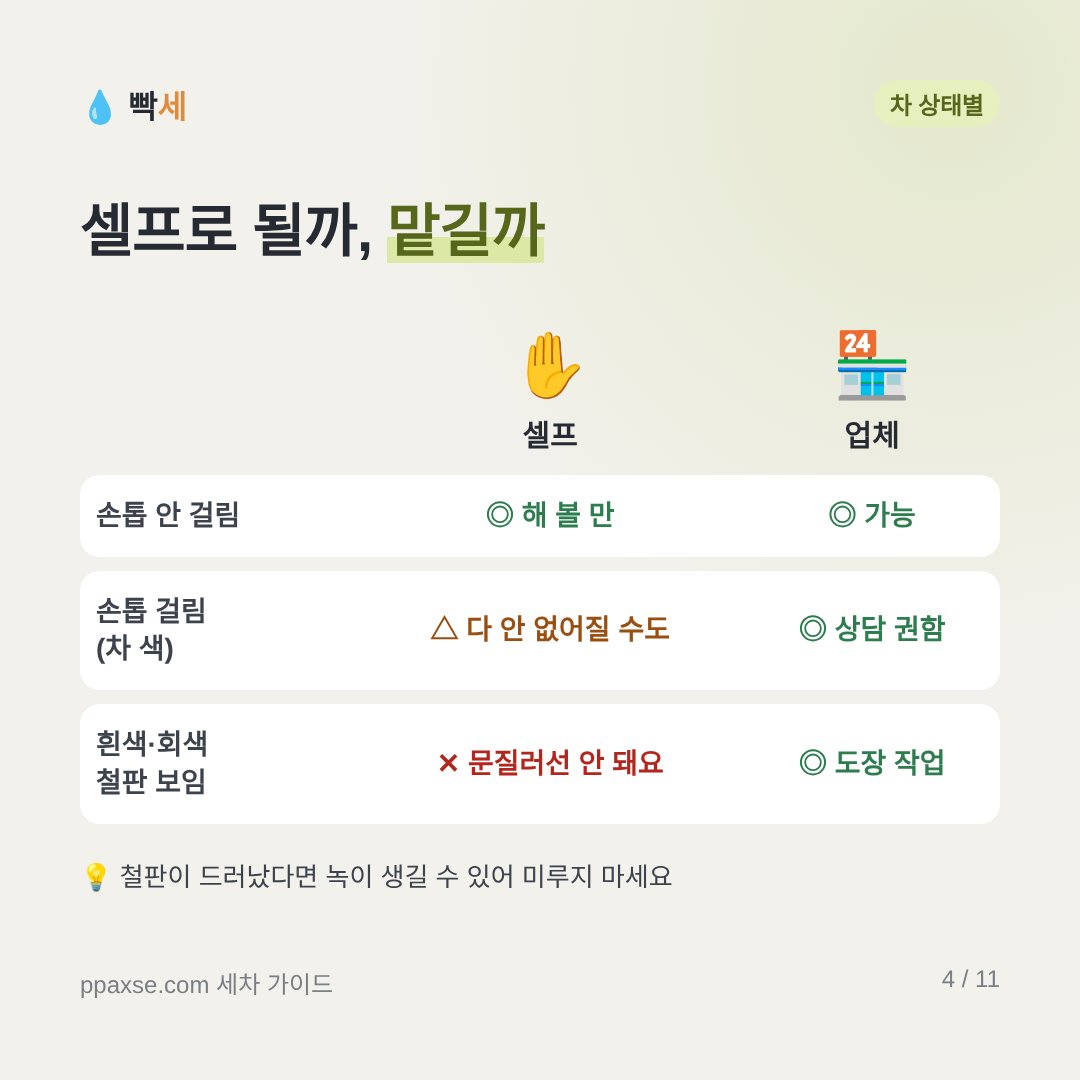 빡세
차 상태별
셀프로 될까, 맡길까
24
셀프
업체
손톱 안 걸림
◎ 해 볼 만
◎ 가능
손톱 걸림
(차 색)
△ 다 안 없어질 수도
◎ 상담 권함
흰색·회색
철판 보임
× 문질러선 안 돼요
◎ 도장 작업
철판이 드러났다면 녹이 생길 수 있어 미루지 마세요
ppaxse.com 세차 가이드
4 / 11